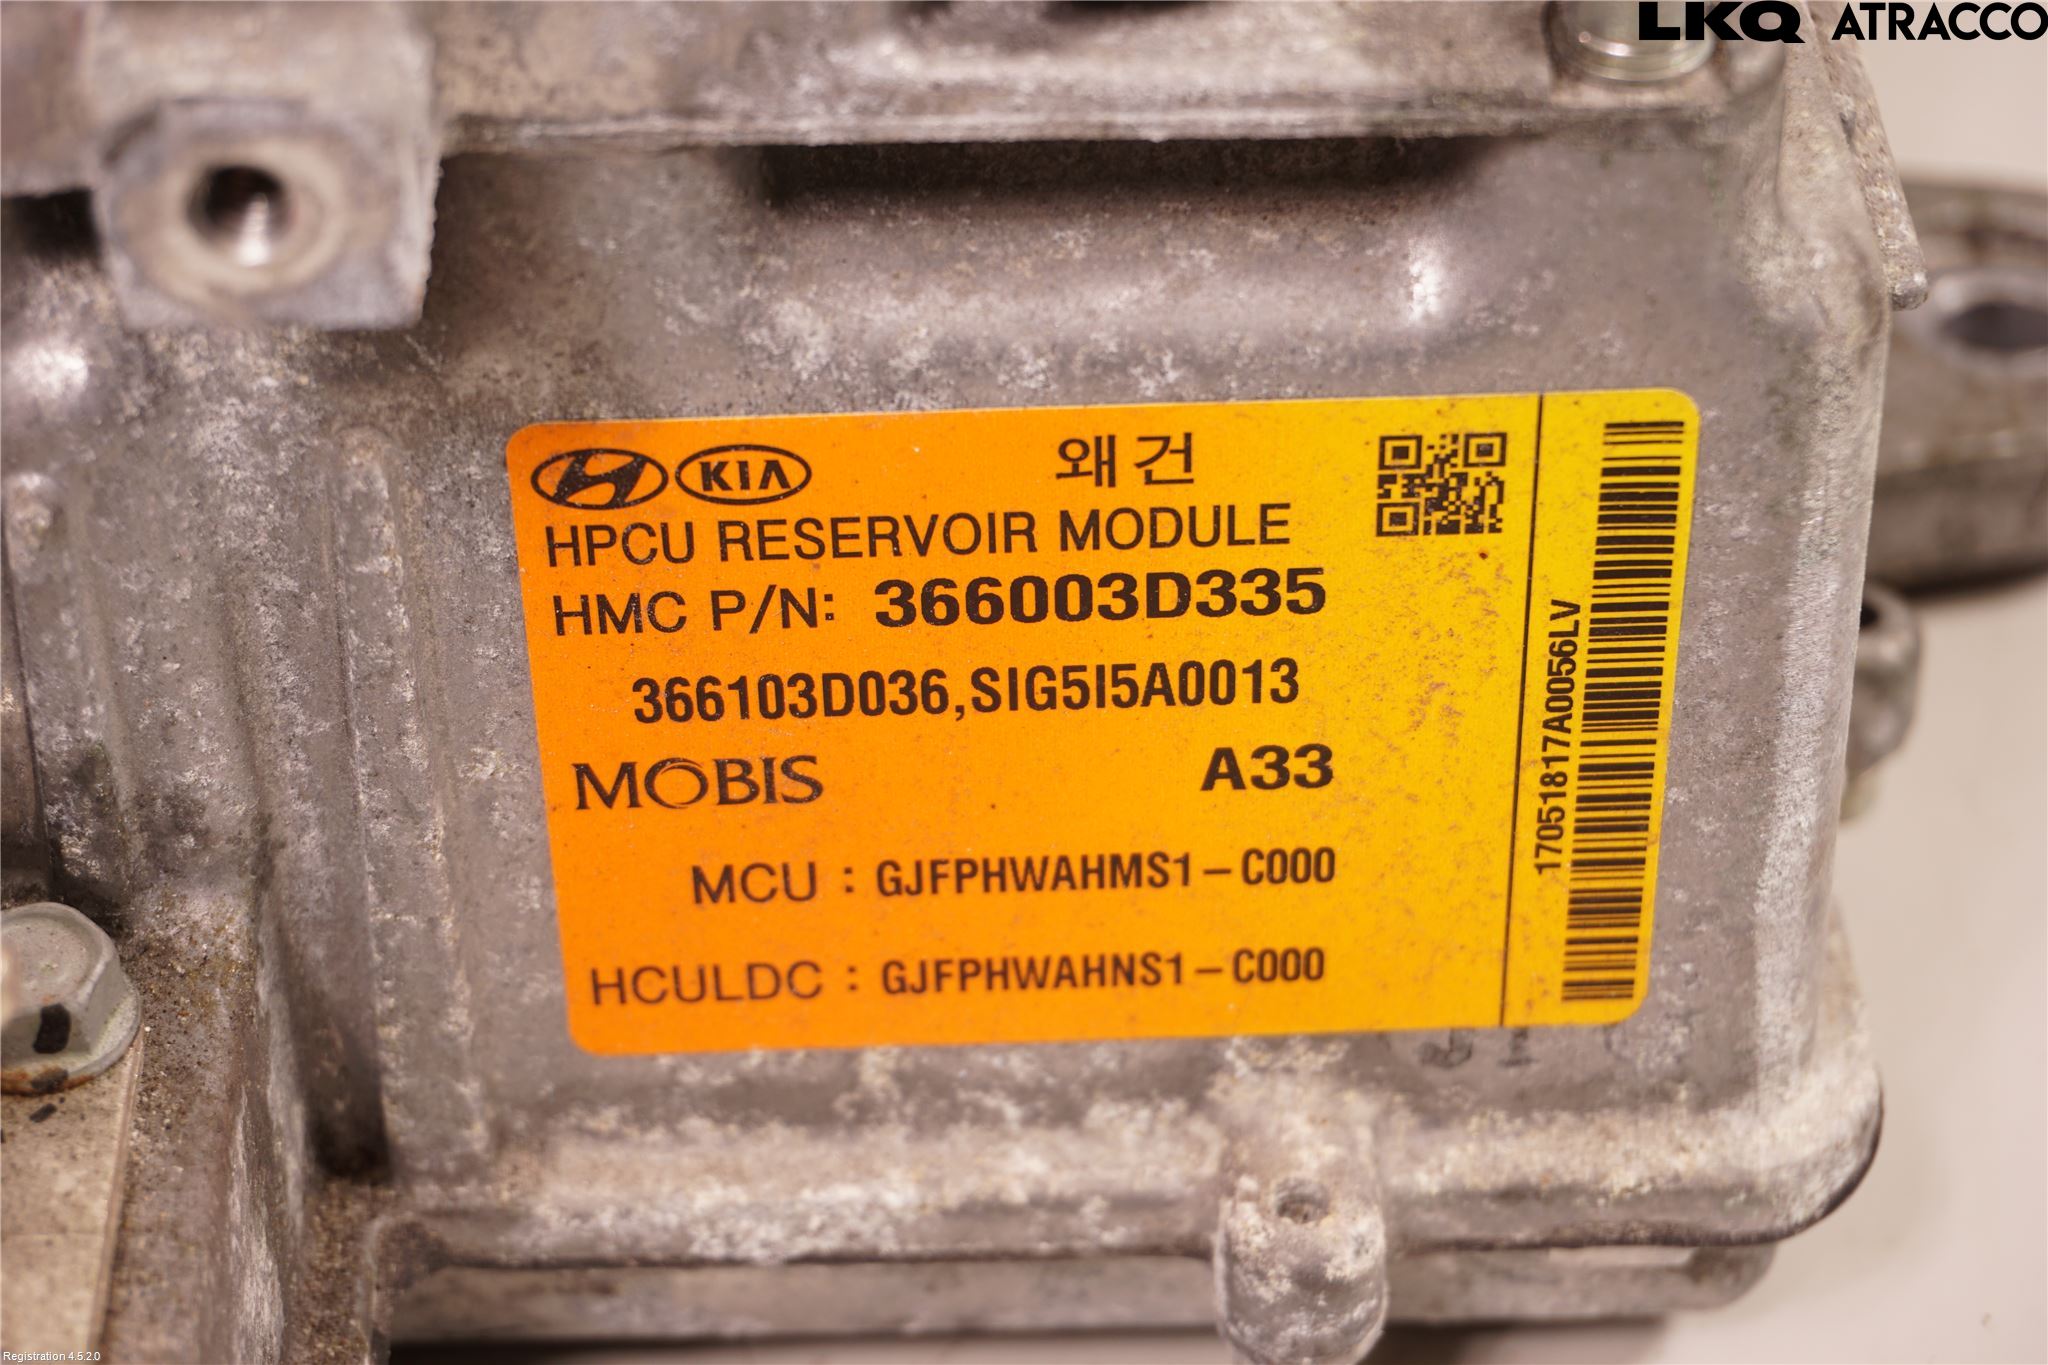 LKQ ATRACCO
KIA 왜건
HPCU RESERVOIR MODULE
HMC P/N: 366003D335
366103D036,SIG5I5A0013
MOBIS A33
MCU : GJFPHWAHMS1-C000
HCULDC : GJFPHWAHNS1-C000
17051817A0056LV
Registration 4.5.2.0